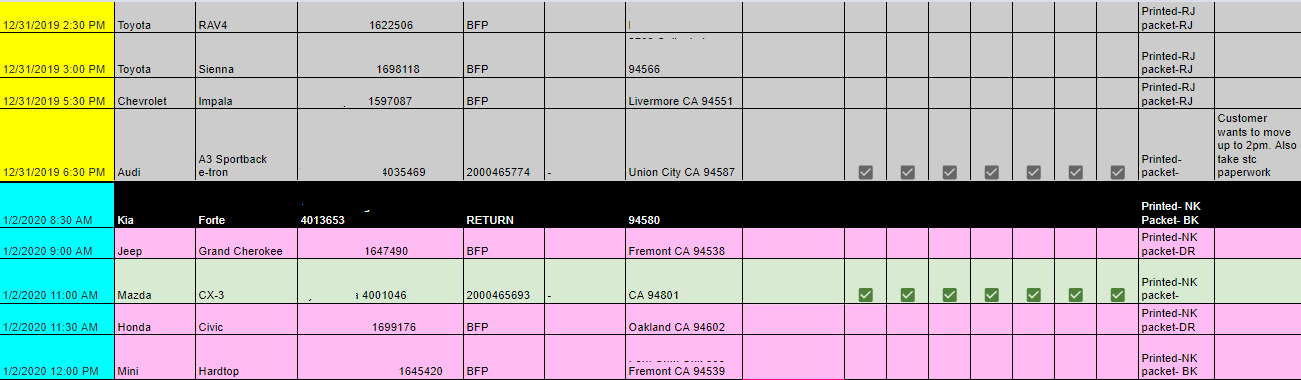 12/31/2019 2:30 PM Toyota RAV4 1622506 BFP Printed-RJ
packet-RJ
12/31/2019 3:00 PM Toyota Sienna 1698118 BFP 94566 Printed-RJ
packet-RJ
12/31/2019 5:30 PM Chevrolet Impala 1597087 BFP Livermore CA 94551 Printed-RJ
packet-RJ
12/31/2019 6:30 PM Audi A3 Sportback
e-tron 4035469 2000465774 - Union City CA 94587 Printed-
packet- Customer
wants to move
up to 2pm. Also
take stc
paperwork
1/2/2020 8:30 AM Kia Forte 4013653 RETURN 94580 Printed- NK
Packet- BK
1/2/2020 9:00 AM Jeep Grand Cherokee 1647490 BFP Fremont CA 94538 Printed-NK
packet-DR
1/2/2020 11:00 AM Mazda CX-3 4001046 2000465693 - CA 94801 Printed-NK
packet-
1/2/2020 11:30 AM Honda Civic 1699176 BFP Oakland CA 94602 Printed-NK
packet-DR
1/2/2020 12:00 PM Mini Hardtop 1645420 BFP Fremont CA 94539 Printed-NK
packet- BK